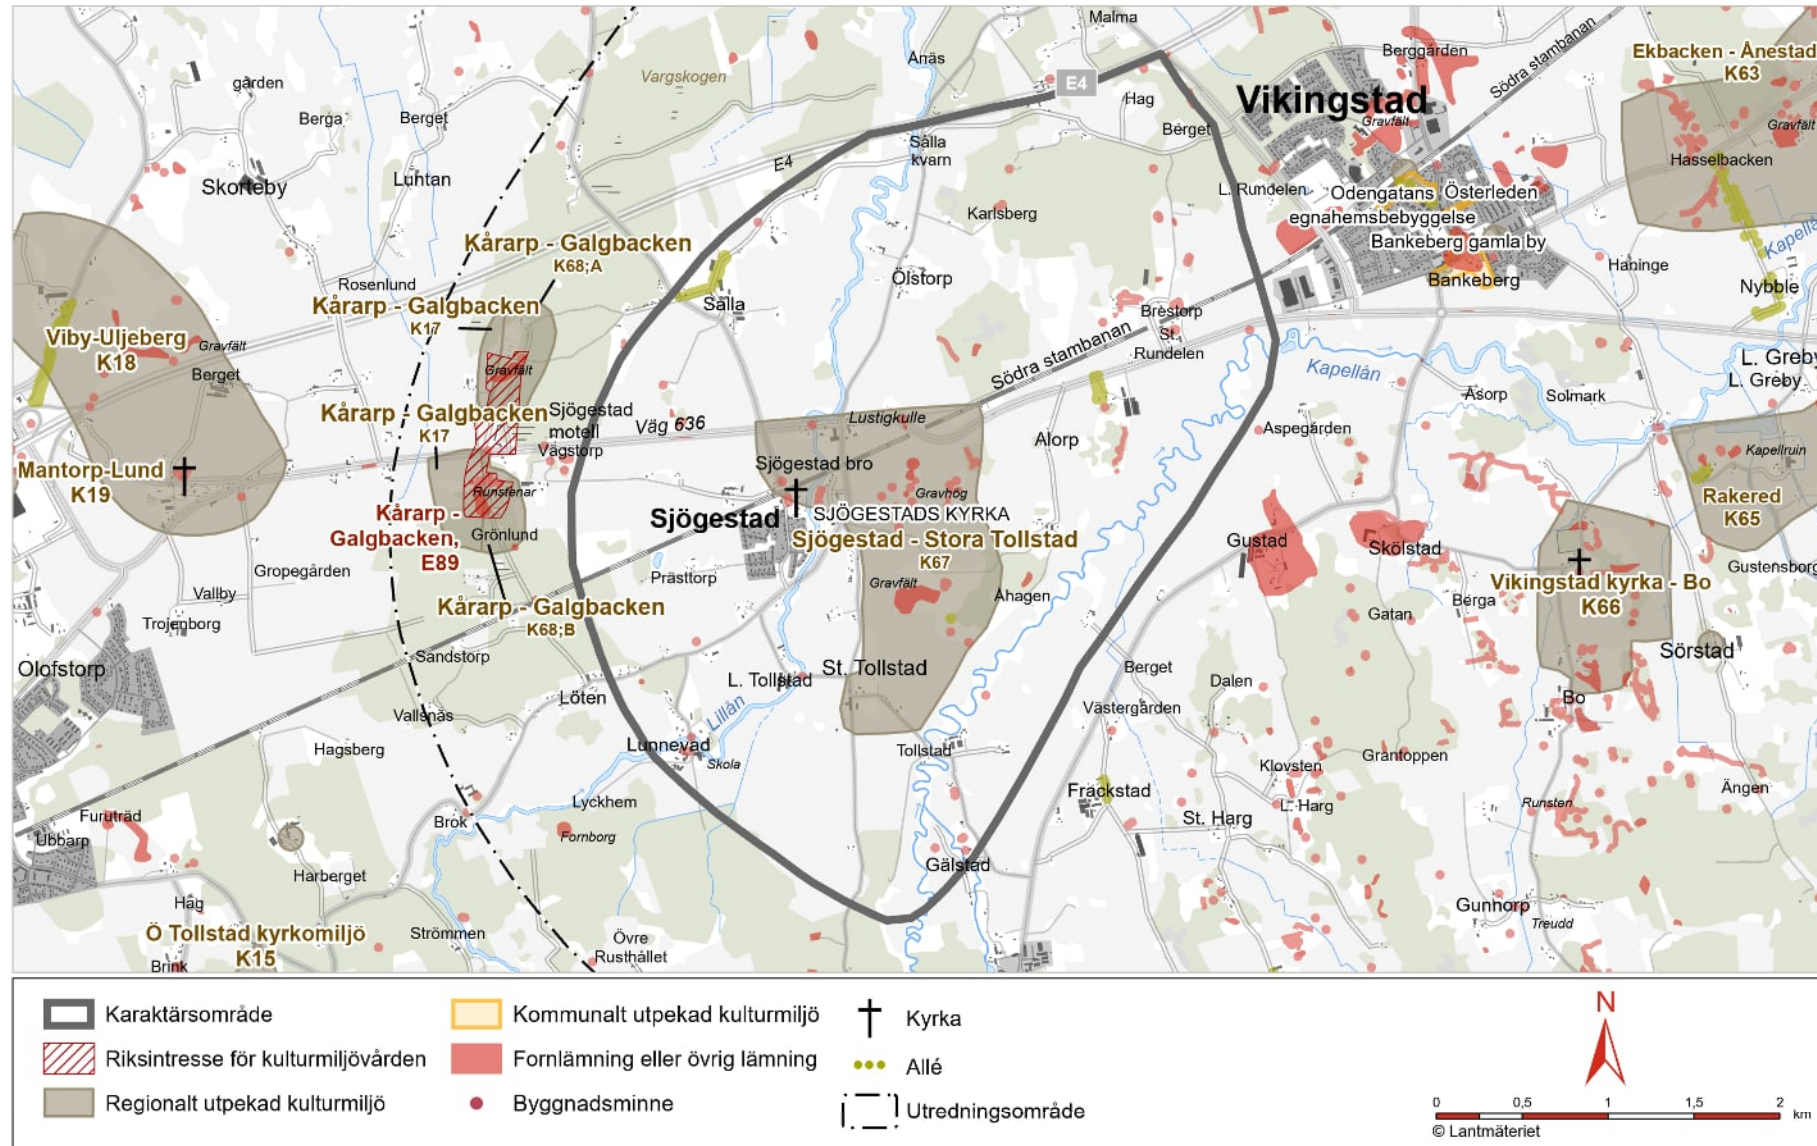 Malma
Anäs
Vargskogen
gården
Berga
Berget
E4
Hag
Berget
Berggården
Södra stambanan
Ekbacken - Ånestad
K63
Vikingstad
Gravfält
Gravfält
Hasselbacken
Sålla
kvarn
E4
Skorteby
Luntan
L. Rundelen
Odengatans
egnahemsbebyggelse
Österleden
Karlsberg
Bankeberg gamla by
Bankeberg
Kapellån
Haninge
Nybble
Kårarp - Galgbacken
K68;A
Rosenlund
Kårarp - Galgbacken
K17
Ölstorp
Sålla
Brestorp
St.
Rundelen
Södra stambanan
Viby-Uljeberg
K18
Gravfält
Berget
Gravfält
Kapellån
L. Greby
L. Greby
Åsorp
Solmark
Kårarp - Galgbacken
K17
Sjögestad
motell
Vägstorp
Väg 636
Lustigkulle
Alorp
Aspegården
Mantorp-Lund
K19
Sjögestad bro
Kapellruin
Runstenar
Gravhög
Rakered
K65
Kårarp -
Galgbacken,
E89
Grönlund
Sjögestad
SJÖGESTADS KYRKA
Sjögestad - Stora Tollstad
K67
Gustad
Skölstad
Gropegården
Prästtorp
Gravfält
Åhagen
Vikingstad kyrka - Bo
K66
Gustensborg
Vallby
Trojenborg
Kårarp - Galgbacken
K68;B
Gatan
Berga
Olofstorp
Sandstorp
L. Tollstad
St. Tollstad
Berget
Dalen
Sörstad
Löten
Lillån
Vallsnäs
Västergården
Bo
Hagsberg
Lunnevad
Skola
Tollstad
Klovsten
Grantoppen
Lyckhem
Frackstad
L. Harg
Ängen
Furuträd
Ubbarp
Brok
Fornborg
St. Harg
Runsten
Harberget
Gälstad
Håg
Gunnorp
Treudd
Ö Tollstad kyrkomiljö
K15
Brink
Strömmen
Övre
Rusthållet
Karaktärsområde
Riksintresse för kulturmiljövården
Regionalt utpekad kulturmiljö
Kommunalt utpekad kulturmiljö
Fornlämning eller övrig lämning
Byggnadsminne
Kyrka
Allé
Utredningsområde
N
0 0,5 1 1,5 2
km
© Lantmäteriet